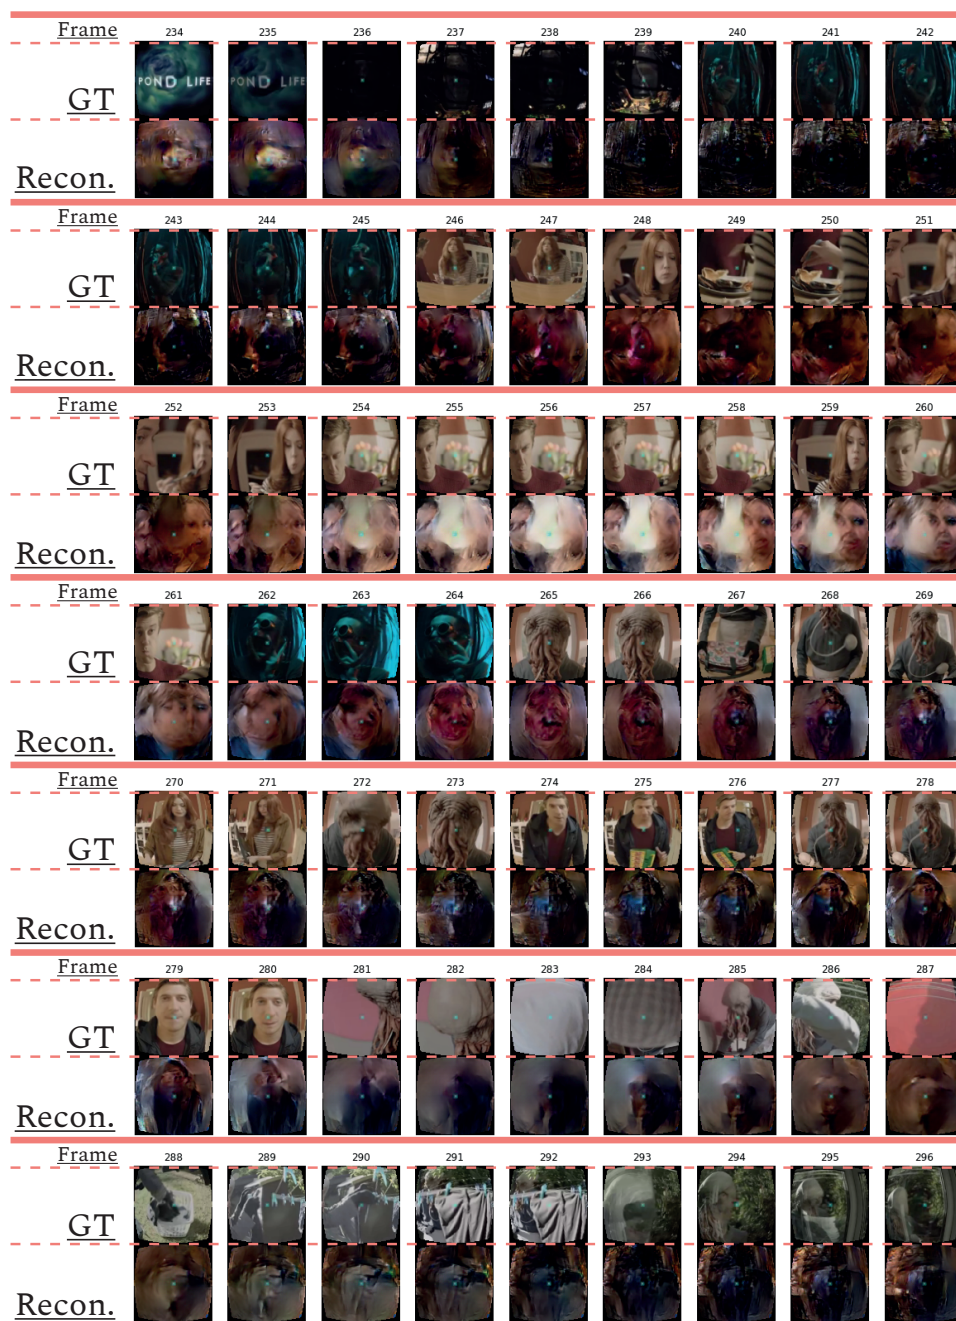 Frame 234 235 236 237 238 239 240 241 242
GT POND LIFE POND LIFE
Recon.
Frame 243 244 245 246 247 248 249 250 251
GT
Recon.
Frame 252 253 254 255 256 257 258 259 260
GT
Recon.
Frame 261 262 263 264 265 266 267 268 269
GT
Recon.
Frame 270 271 272 273 274 275 276 277 278
GT
Recon.
Frame 279 280 281 282 283 284 285 286 287
GT
Recon.
Frame 288 289 290 291 292 293 294 295 296
GT
Recon.